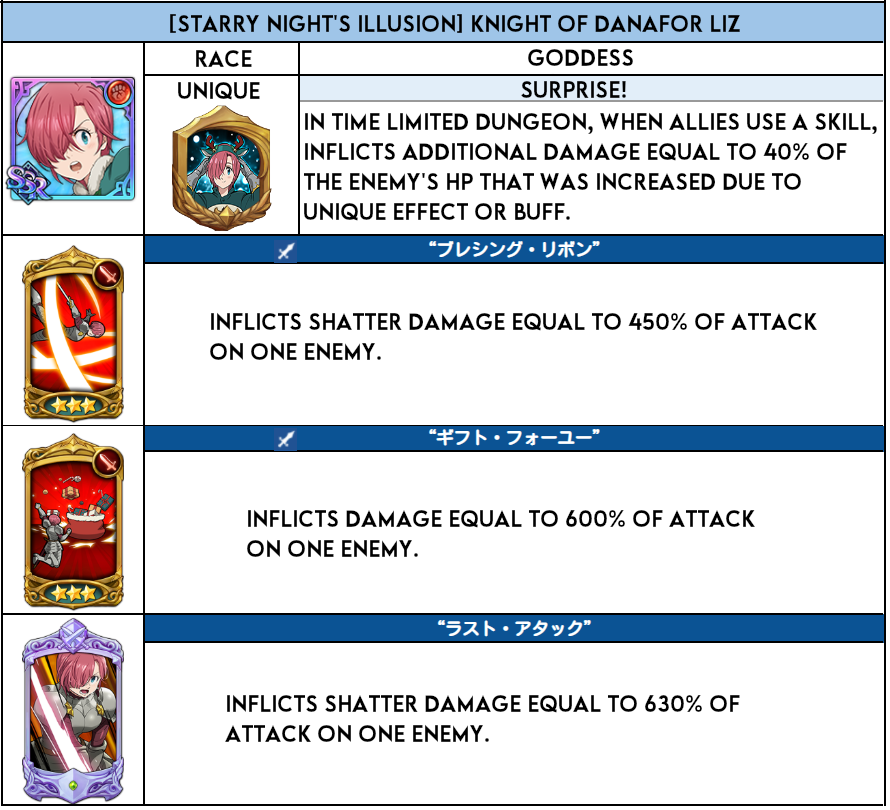 [STARRY NIGHT'S ILLUSION] KNIGHT OF DANAFOR LIZ
RACE
GODDESS
SSR
UNIQUE
SURPRISE!
IN TIME LIMITED DUNGEON, WHEN ALLIES USE A SKILL,
INFLICTS ADDITIONAL DAMAGE EQUAL TO 40% OF
THE ENEMY'S HP THAT WAS INCREASED DUE TO
UNIQUE EFFECT OR BUFF.
“ブレシング・リボン”
INFLICTS SHATTER DAMAGE EQUAL TO 450% OF ATTACK
ON ONE ENEMY.
“ギフト・フォーユー”
INFLICTS DAMAGE EQUAL TO 600% OF ATTACK
ON ONE ENEMY.
“ラスト・アタック”
INFLICTS SHATTER DAMAGE EQUAL TO 630% OF
ATTACK ON ONE ENEMY.